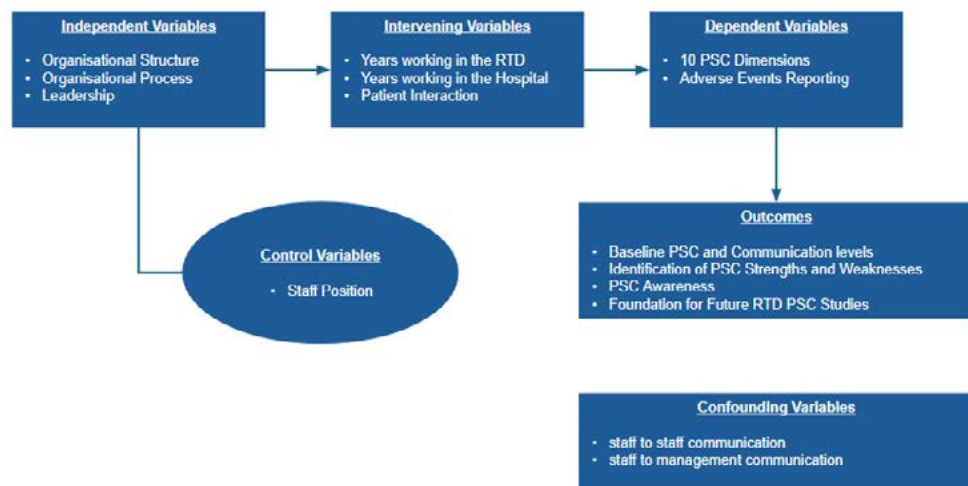 Independent Variables
• Organisational Structure
• Organisational Process
• Leadership
Intervening Variables
• Years working in the RTD
• Years working in the Hospital
• Patient Interaction
Dependent Variables
• 10 PSC Dimensions
• Adverse Events Reporting
Control Variables
• Staff Position
Outcomes
• Baseline PSC and Communication levels
• Identification of PSC Strengths and Weaknesses
• PSC Awareness
• Foundation for Future RTD PSC Studies
Confounding Variables
• staff to staff communication
• staff to management communication